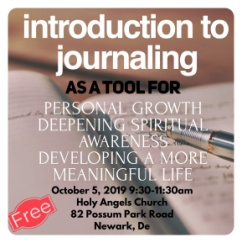 introduction to
journaling
AS A TOOL FOR
PERSONAL GROWTH
DEEPENING SPIRITUAL
AWARENESS
DEVELOPING A MORE
MEANINGFUL LIFE
October 5, 2019 9:30-11:30am
Holy Angels Church
82 Possum Park Road
Newark, De
Free